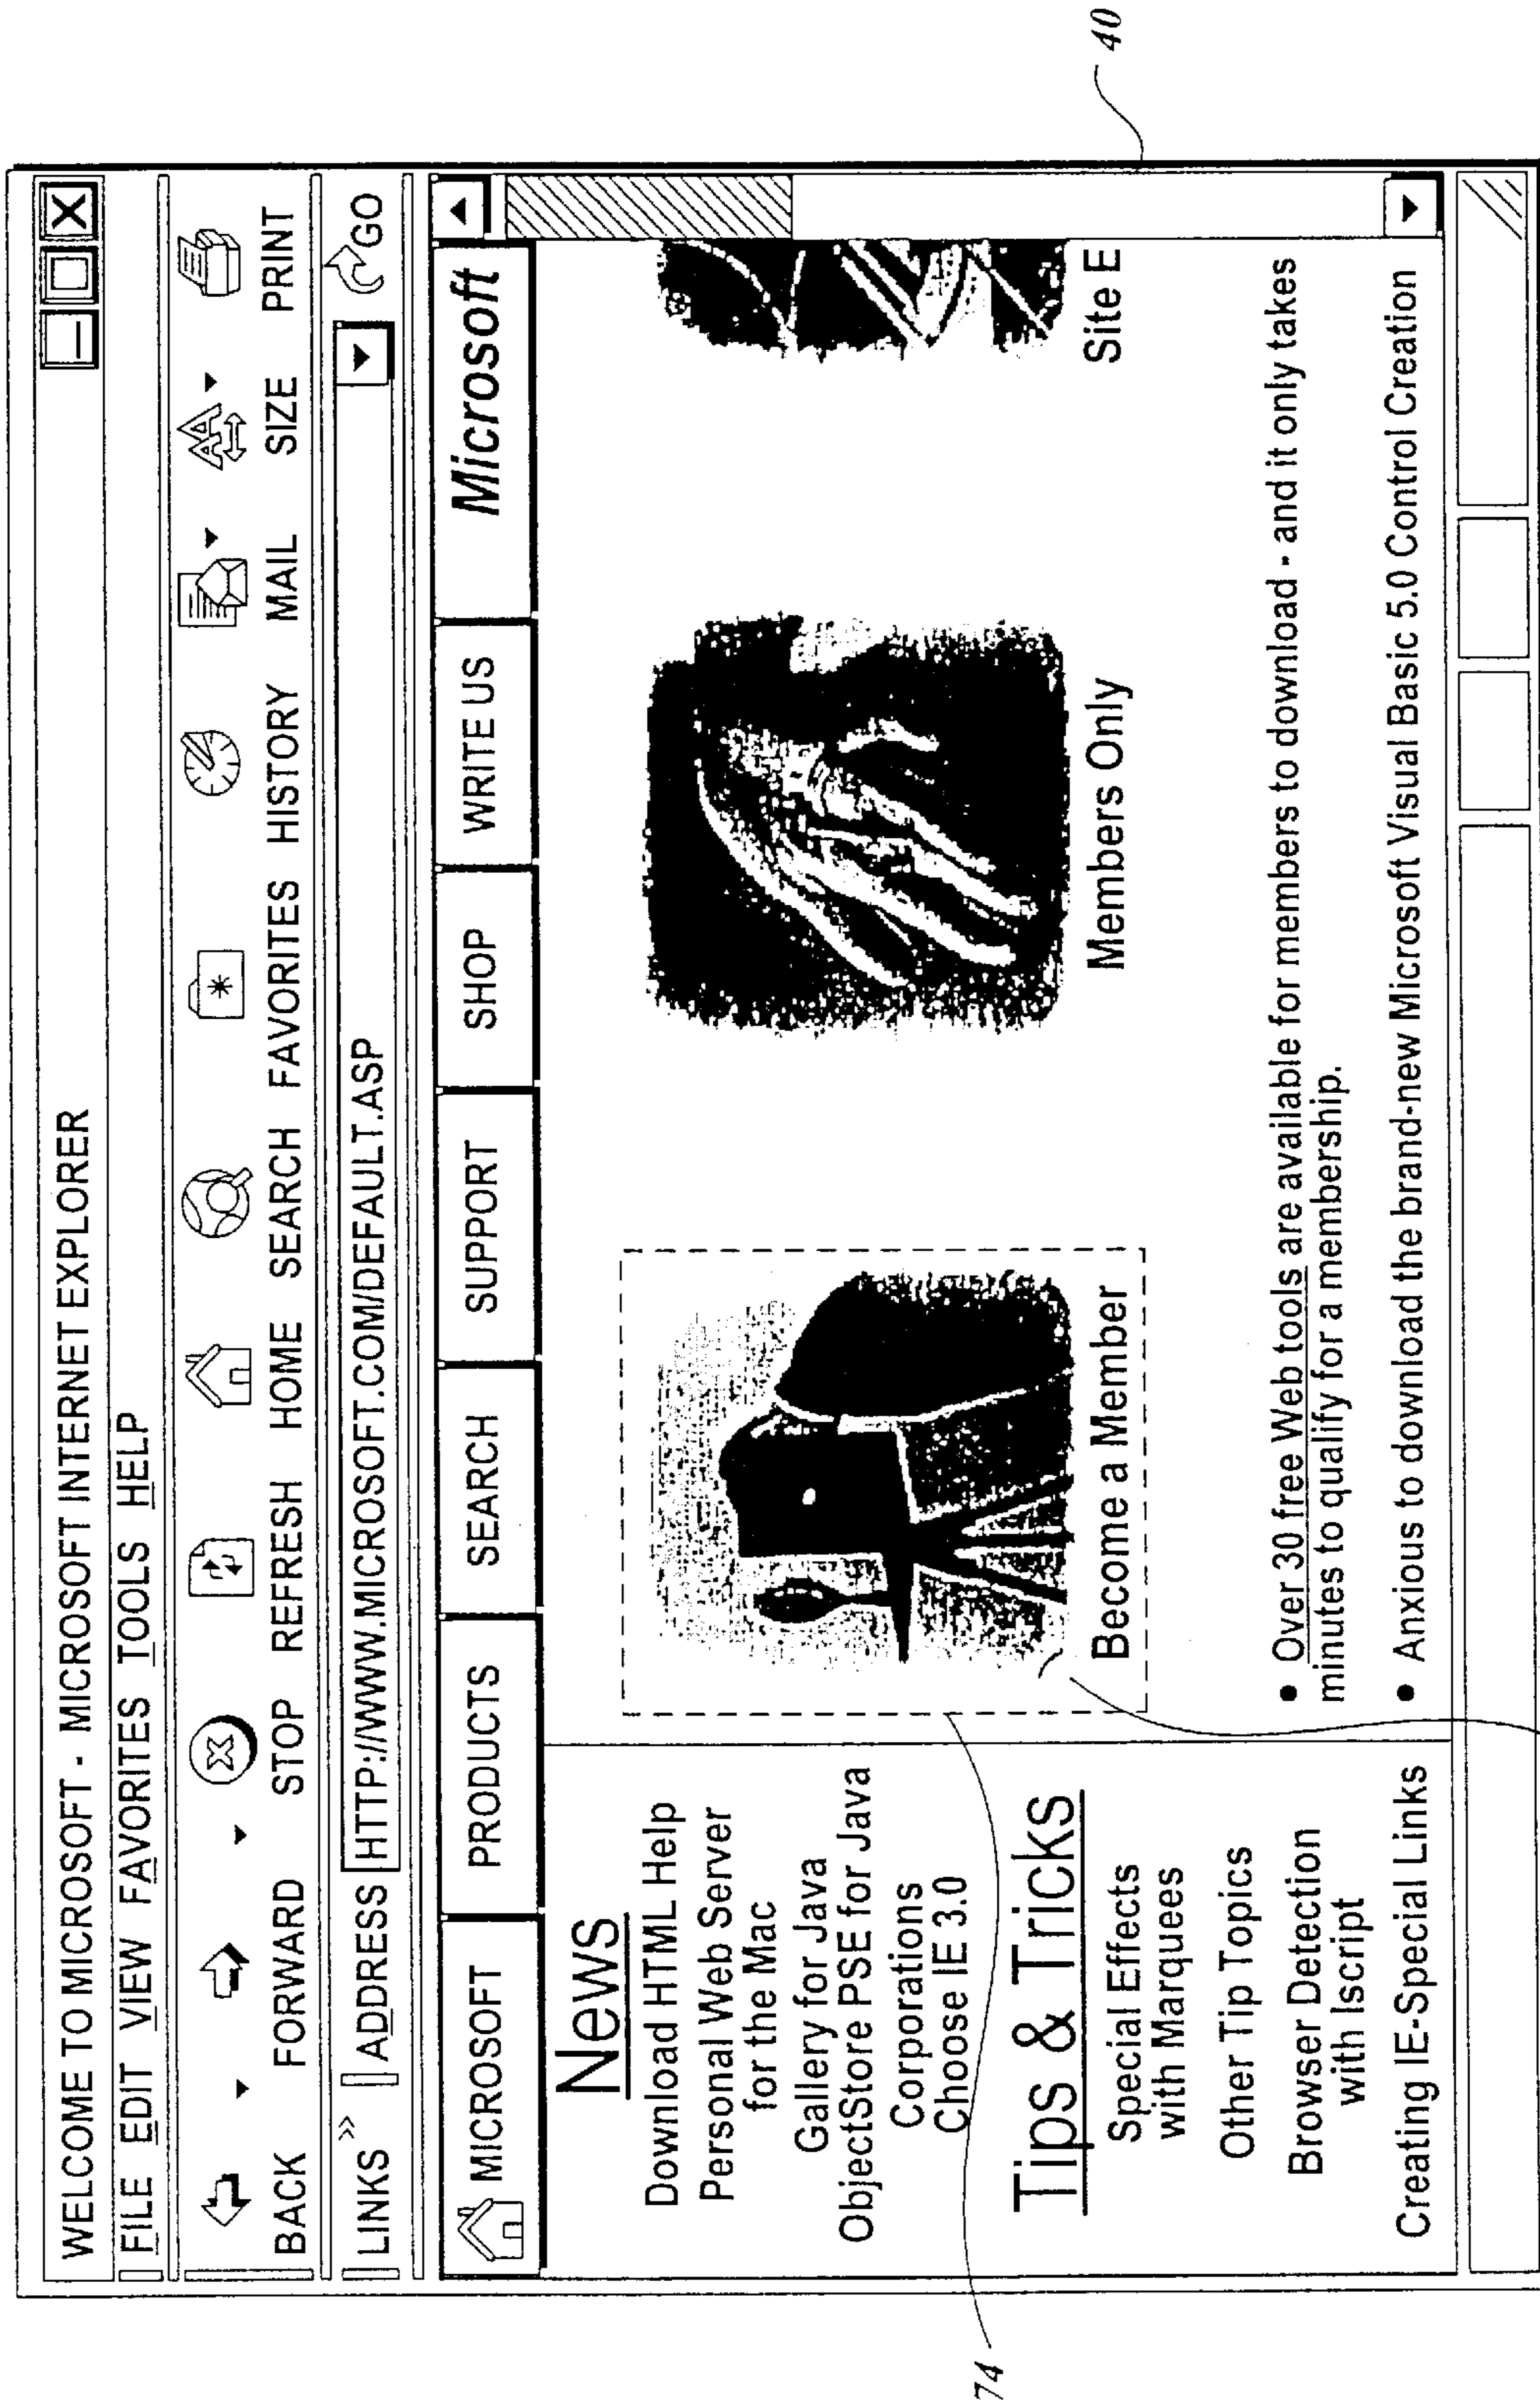 WELCOME TO MICROSOFT - MICROSOFT INTERNET EXPLORER
FILE EDIT VIEW FAVORITES TOOLS HELP
BACK FORWARD STOP REFRESH HOME SEARCH FAVORITES HISTORY MAIL SIZE PRINT
LINKS » ADDRESS HTTP://WWW.MICROSOFT.COM/DEFAULT.ASP GO
MICROSOFT PRODUCTS SEARCH SUPPORT SHOP WRITE US Microsoft
News
Download HTML Help
Personal Web Server
for the Mac
Gallery for Java
ObjectStore PSE for Java
Corporations
Choose IE 3.0
Tips & Tricks
Special Effects
with Marquees
Other Tip Topics
Browser Detection
with Iscript
Creating IE-Special Links
Become a Member
Members Only
Site E
• Over 30 free Web tools are available for members to download - and it only takes
minutes to qualify for a membership.
• Anxious to download the brand-new Microsoft Visual Basic 5.0 Control Creation
74
40